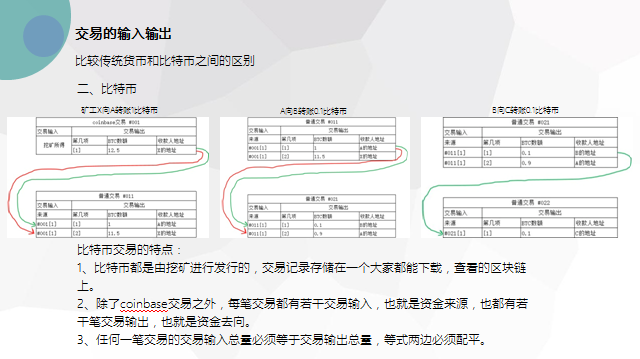 交易的输入输出
比较传统货币和比特币之间的区别
二、比特币
矿工X向A转账1比特币
A向B转账0.1比特币
B向C转账0.1比特币
coinbase交易 #001
交易输入 交易输出
挖矿所得 第几项 BTC数额 收款人地址
[1] 12.5 X的地址
普通交易 #011
交易输入 交易输出
来源 第几项 BTC数额 收款人地址
#001[1] [1] 1 A的地址
#001[1] [2] 11.5 X的地址
普通交易 #011
交易输入 交易输出
来源 第几项 BTC数额 收款人地址
#001[1] [1] 1 A的地址
#001[1] [2] 11.5 X的地址
普通交易 #021
交易输入 交易输出
来源 第几项 BTC数额 收款人地址
#011[1] [1] 0.1 B的地址
#011[1] [2] 0.9 A的地址
普通交易 #021
交易输入 交易输出
来源 第几项 BTC数额 收款人地址
#011[1] [1] 0.1 B的地址
#011[1] [2] 0.9 A的地址
普通交易 #022
交易输入 交易输出
来源 第几项 BTC数额 收款人地址
#021[1] [1] 0.1 C的地址
比特币交易的特点：
1、比特币都是由挖矿进行发行的，交易记录存储在一个大家都能下载，查看的区块链
上。
2、除了coinbase交易之外，每笔交易都有若干交易输入，也就是资金来源，也都有若
干笔交易输出，也就是资金去向。
3、任何一笔交易的交易输入总量必须等于交易输出总量，等式两边必须配平。